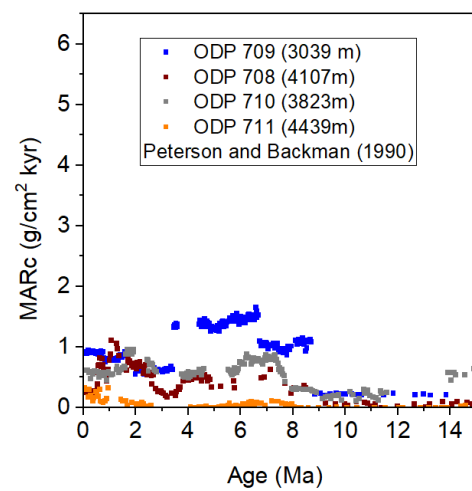 ODP 709 (3039 m)
ODP 708 (4107m)
ODP 710 (3823m)
ODP 711 (4439m)
Peterson and Backman (1990)
MARc (g/cm² kyr)
6
5
4
3
2
1
0
0 2 4 6 8 10 12 14
Age (Ma)